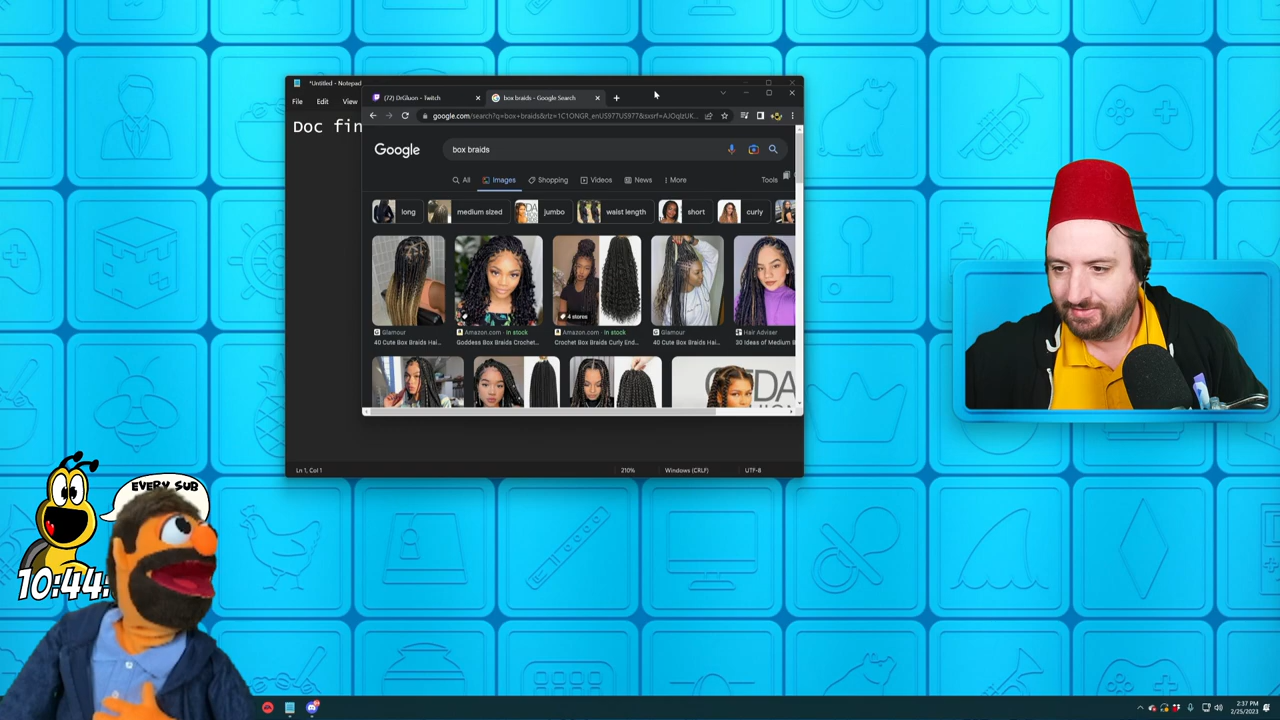 *Untitled - Notepad
File Edit View
Doc fin
(72) DrGluon - Twitch
box braids - Google Search
google.com/search?q=box+braids&rlz=1C1ONGR_enUS977US977&sxsrf=AJOqlzUK...
Google
box braids
All Images Shopping Videos News More Tools
long medium sized jumbo waist length short curly
4 stores
Glamour Amazon.com · In stock Amazon.com · In stock Glamour Hair Adviser
40 Cute Box Braids Hai... Goddess Box Braids Crochet... Crochet Box Braids Curly End... 40 Cute Box Braids Hai... 30 Ideas of Medium B
Ln 1, Col 1 210% Windows (CRLF) UTF-8
EVERY SUB
10:44:
2:37 PM
2/25/2023